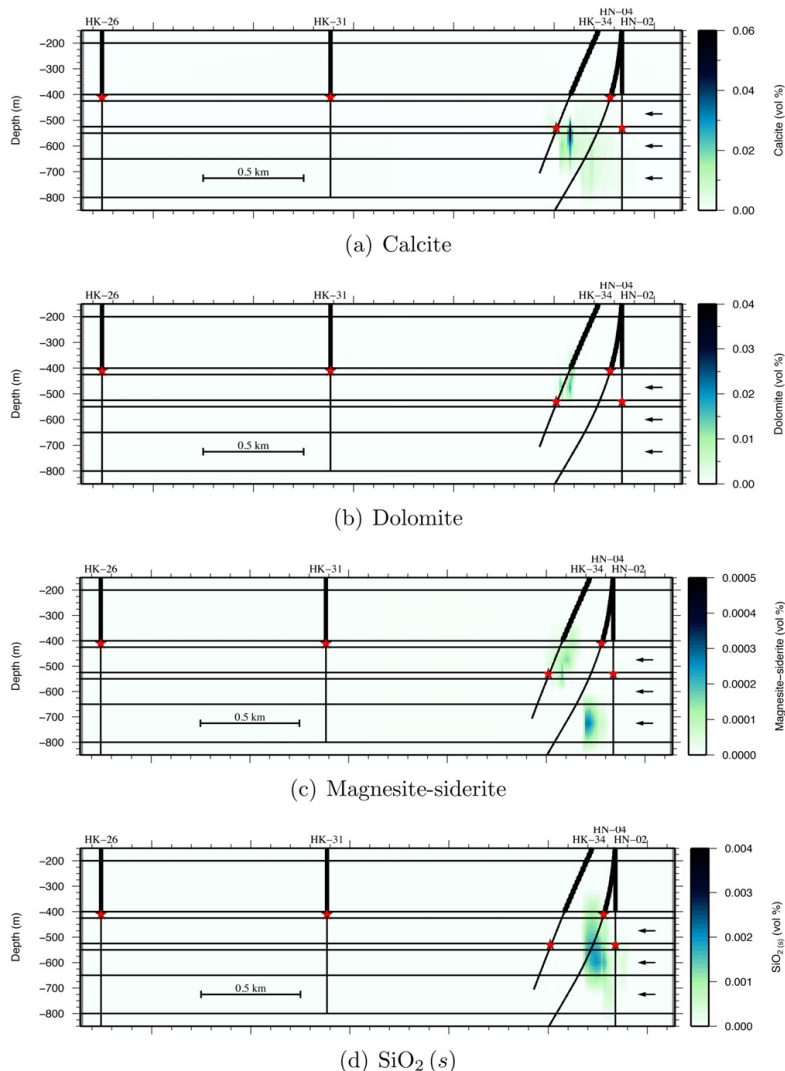 HN−04
HK−26 HK−31 HK−34 HN−02
−200
−300
−400
−500
−600
−700
−800
Depth (m)
0.5 km
0.06
0.04
0.02
0.00
Calcite (vol %)
(a) Calcite
HN−04
HK−26 HK−31 HK−34 HN−02
−200
−300
−400
−500
−600
−700
−800
Depth (m)
0.5 km
0.04
0.03
0.02
0.01
0.00
Dolomite (vol %)
(b) Dolomite
HN−04
HK−26 HK−31 HK−34 HN−02
−200
−300
−400
−500
−600
−700
−800
Depth (m)
0.5 km
0.0005
0.0004
0.0003
0.0002
0.0001
0.0000
Magnesite−siderite (vol %)
(c) Magnesite-siderite
HN−04
HK−26 HK−31 HK−34 HN−02
−200
−300
−400
−500
−600
−700
−800
Depth (m)
0.5 km
0.004
0.003
0.002
0.001
0.000
SiO₂ (s) (vol %)
(d) SiO₂ (s)